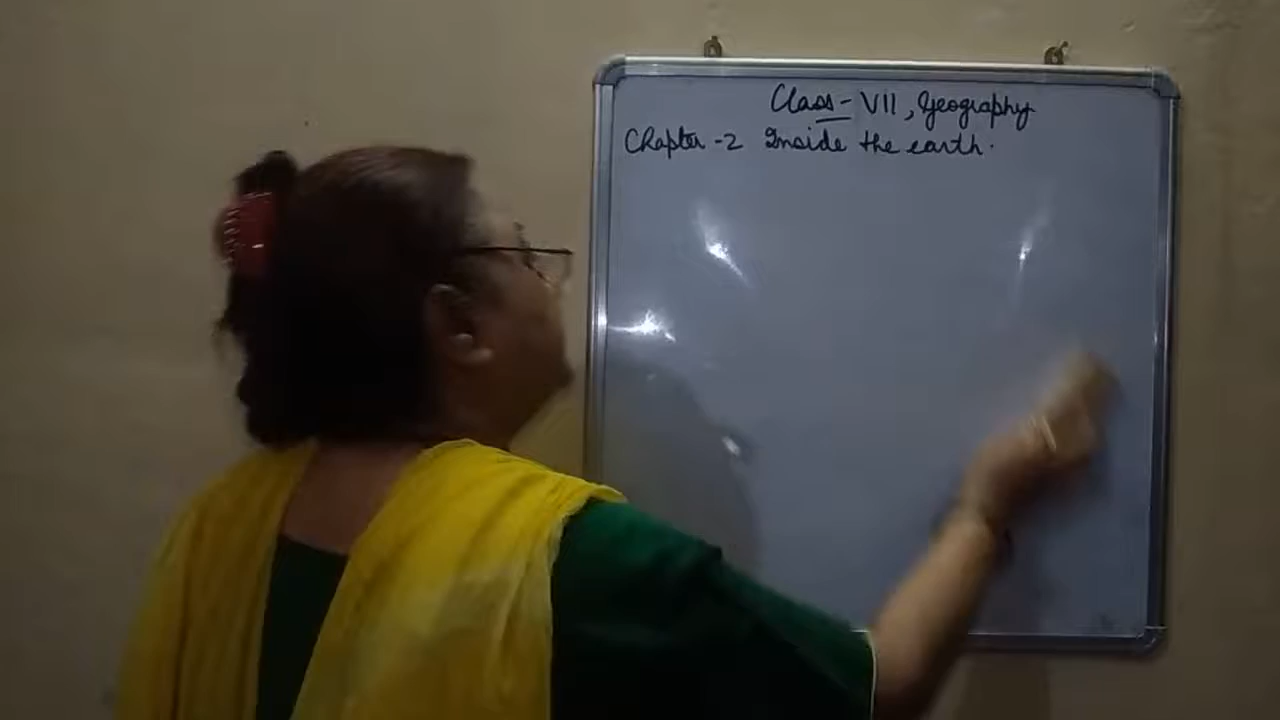 Class - VII, Geography
Chapter - 2 Inside the earth.